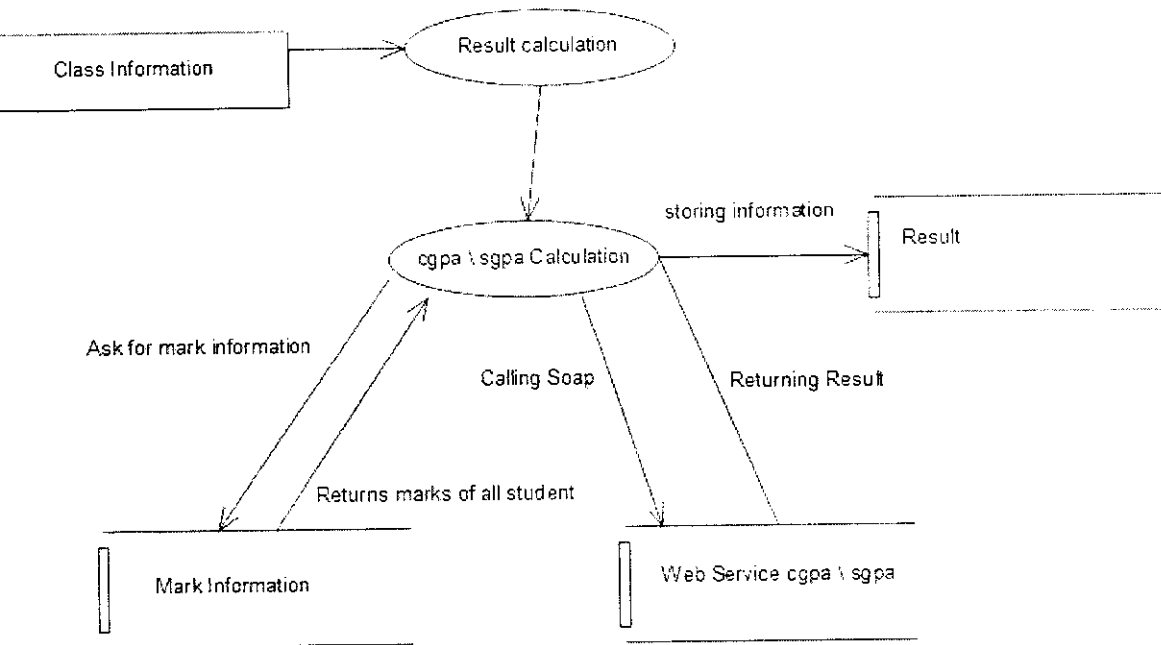 Result calculation
Class Information
storing information
Result
cgpa \ sgpa Calculation
Ask for mark information
Calling Soap
Returning Result
Returns marks of all student
Mark Information
Web Service cgpa \ sgpa